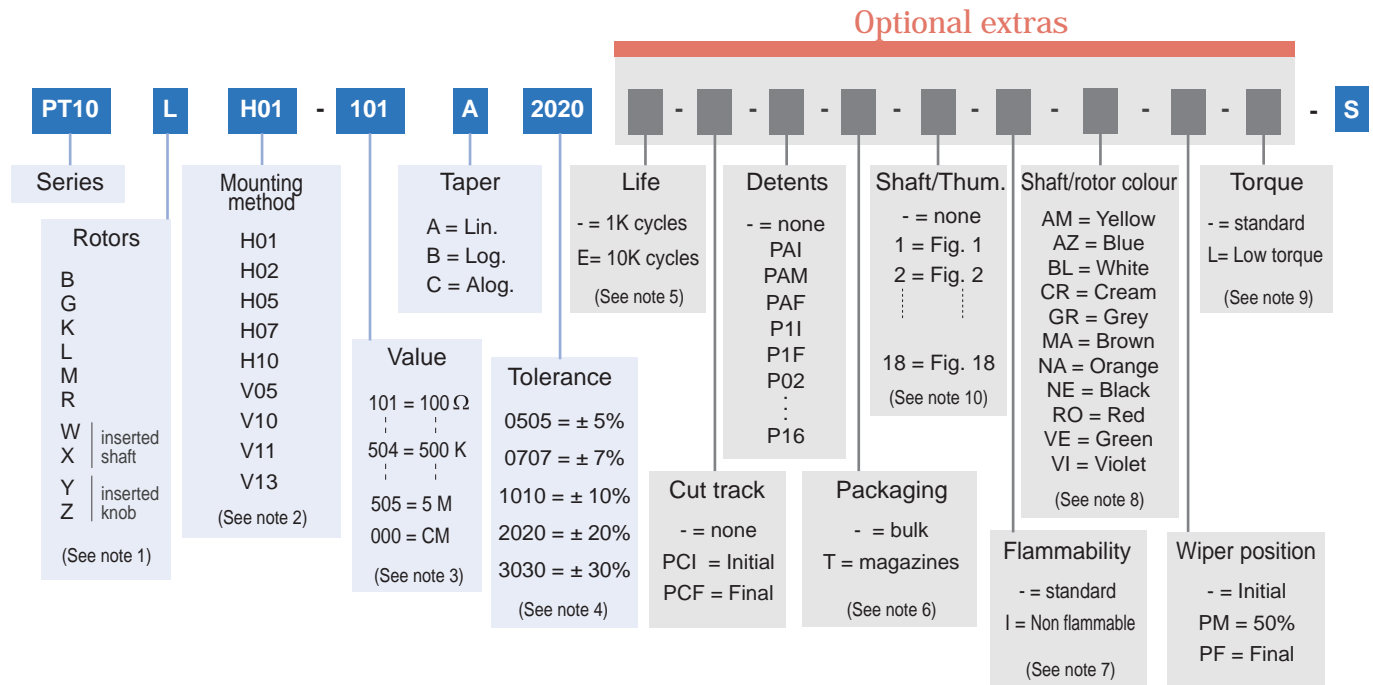 Optional extras
PT10 L H01 - 101 A 2020 - - - - - - - - - S
Series
Rotors
B
G
K
L
M
R
W
X
inserted
shaft
Y
Z
inserted
knob
(See note 1)
Mounting
method
H01
H02
H05
H07
H10
V05
V10
V11
V13
(See note 2)
Value
101 = 100 Ω
504 = 500 K
505 = 5 M
000 = CM
(See note 3)
Taper
A = Lin.
B = Log.
C = Alog.
Tolerance
0505 = ± 5%
0707 = ± 7%
1010 = ± 10%
2020 = ± 20%
3030 = ± 30%
(See note 4)
Life
- = 1K cycles
E= 10K cycles
(See note 5)
Cut track
- = none
PCI = Initial
PCF = Final
Detents
- = none
PAI
PAM
PAF
P1I
P1F
P02
:
:
P16
Packaging
- = bulk
T = magazines
(See note 6)
Shaft/Thum.
- = none
1 = Fig. 1
2 = Fig. 2
18 = Fig. 18
(See note 10)
Flammability
- = standard
I = Non flammable
(See note 7)
Shaft/rotor colour
AM = Yellow
AZ = Blue
BL = White
CR = Cream
GR = Grey
MA = Brown
NA = Orange
NE = Black
RO = Red
VE = Green
VI = Violet
(See note 8)
Wiper position
- = Initial
PM = 50%
PF = Final
Torque
- = standard
L= Low torque
(See note 9)